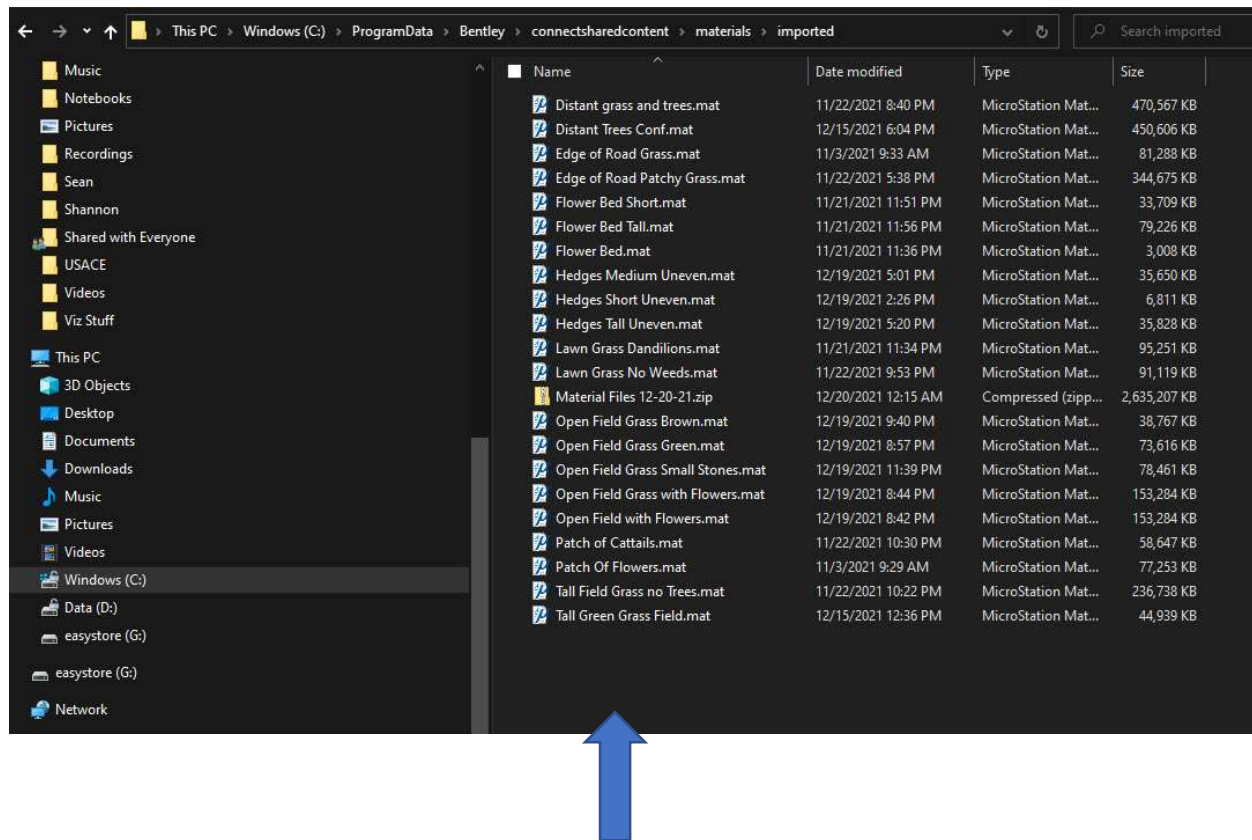 This PC > Windows (C:) > ProgramData > Bentley > connectsharedcontent > materials > imported
Search imported
Music
Notebooks
Pictures
Recordings
Sean
Shannon
Shared with Everyone
USACE
Videos
Viz Stuff
This PC
3D Objects
Desktop
Documents
Downloads
Music
Pictures
Videos
Windows (C:)
Data (D:)
easystore (G:)
easystore (G:)
Network
Name Date modified Type Size
Distant grass and trees.mat 11/22/2021 8:40 PM MicroStation Mat... 470,567 KB
Distant Trees Conf.mat 12/15/2021 6:04 PM MicroStation Mat... 450,606 KB
Edge of Road Grass.mat 11/3/2021 9:33 AM MicroStation Mat... 81,288 KB
Edge of Road Patchy Grass.mat 11/22/2021 5:38 PM MicroStation Mat... 344,675 KB
Flower Bed Short.mat 11/21/2021 11:51 PM MicroStation Mat... 33,709 KB
Flower Bed Tall.mat 11/21/2021 11:56 PM MicroStation Mat... 79,226 KB
Flower Bed.mat 11/21/2021 11:36 PM MicroStation Mat... 3,008 KB
Hedges Medium Uneven.mat 12/19/2021 5:01 PM MicroStation Mat... 35,650 KB
Hedges Short Uneven.mat 12/19/2021 2:26 PM MicroStation Mat... 6,811 KB
Hedges Tall Uneven.mat 12/19/2021 5:20 PM MicroStation Mat... 35,828 KB
Lawn Grass Dandilions.mat 11/21/2021 11:34 PM MicroStation Mat... 95,251 KB
Lawn Grass No Weeds.mat 11/22/2021 9:53 PM MicroStation Mat... 91,119 KB
Material Files 12-20-21.zip 12/20/2021 12:15 AM Compressed (zipp... 2,635,207 KB
Open Field Grass Brown.mat 12/19/2021 9:40 PM MicroStation Mat... 38,767 KB
Open Field Grass Green.mat 12/19/2021 8:57 PM MicroStation Mat... 73,616 KB
Open Field Grass Small Stones.mat 12/19/2021 11:39 PM MicroStation Mat... 78,461 KB
Open Field Grass with Flowers.mat 12/19/2021 8:44 PM MicroStation Mat... 153,284 KB
Open Field with Flowers.mat 12/19/2021 8:42 PM MicroStation Mat... 153,284 KB
Patch of Cattails.mat 11/22/2021 10:30 PM MicroStation Mat... 58,647 KB
Patch Of Flowers.mat 11/3/2021 9:29 AM MicroStation Mat... 77,253 KB
Tall Field Grass no Trees.mat 11/22/2021 10:22 PM MicroStation Mat... 236,738 KB
Tall Green Grass Field.mat 12/15/2021 12:36 PM MicroStation Mat... 44,939 KB